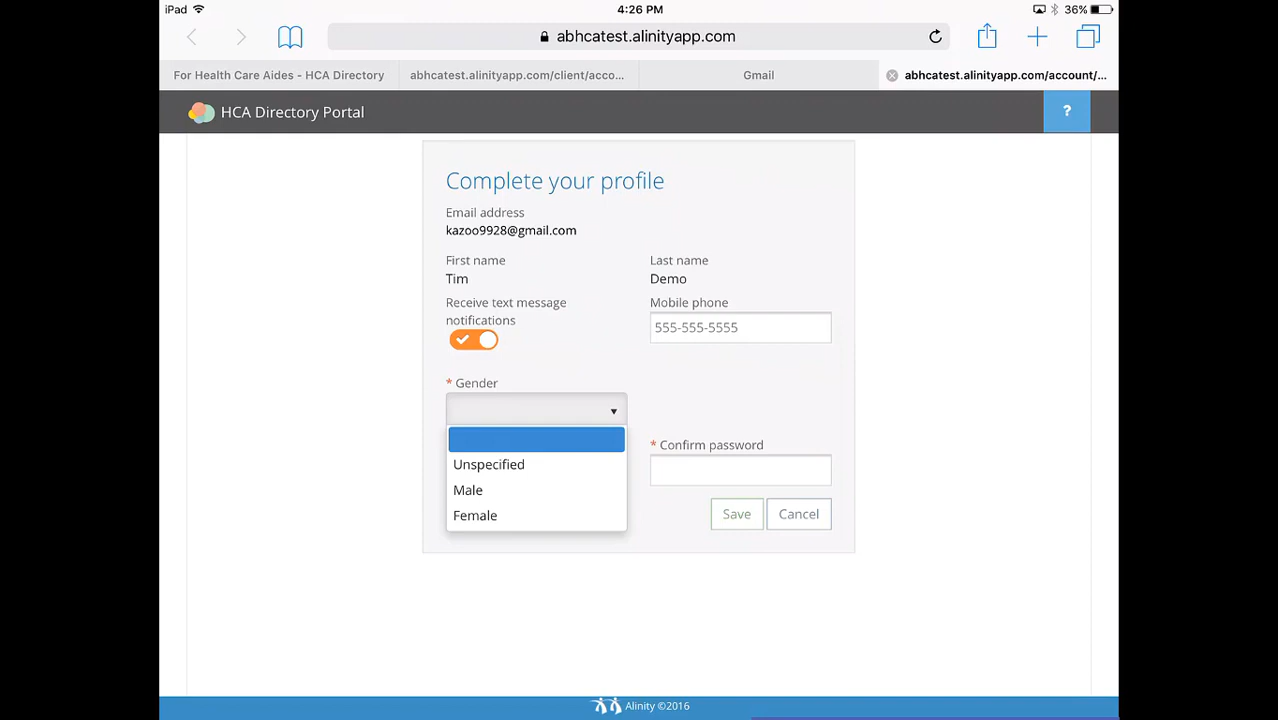 iPad 4:26 PM 36%
abhcatest.alinityapp.com
For Health Care Aides - HCA Directory abhcatest.alinityapp.com/client/acco... Gmail abhcatest.alinityapp.com/account/...
HCA Directory Portal ?
Complete your profile
Email address
kazoo9928@gmail.com
First name Last name
Tim Demo
Receive text message
notifications
Mobile phone
555-555-5555
* Gender
Unspecified
Male
Female
* Confirm password
Save Cancel
Alinity ©2016